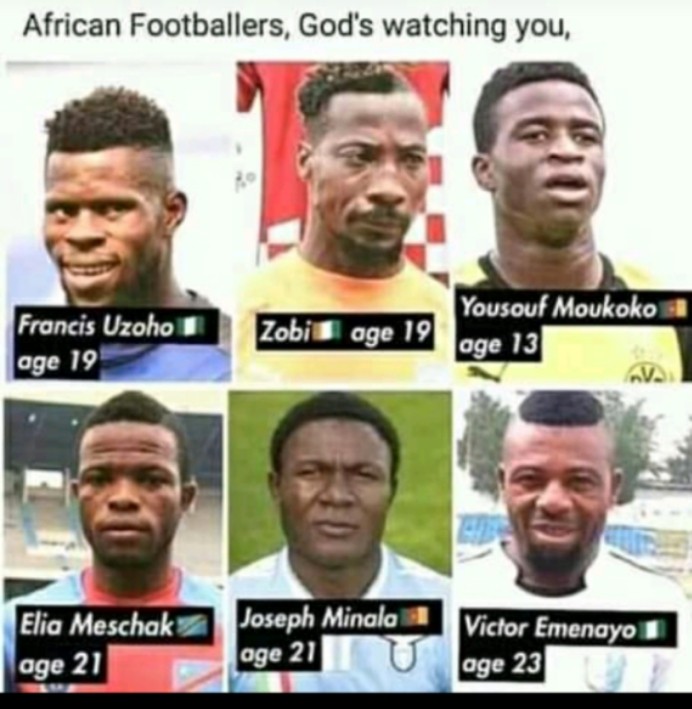 African Footballers, God's watching you,
Francis Uzoho
age 19
Zobi age 19
Yousouf Moukoko
age 13
Elia Meschak
age 21
Joseph Minala
age 21
Victor Emenayo
age 23